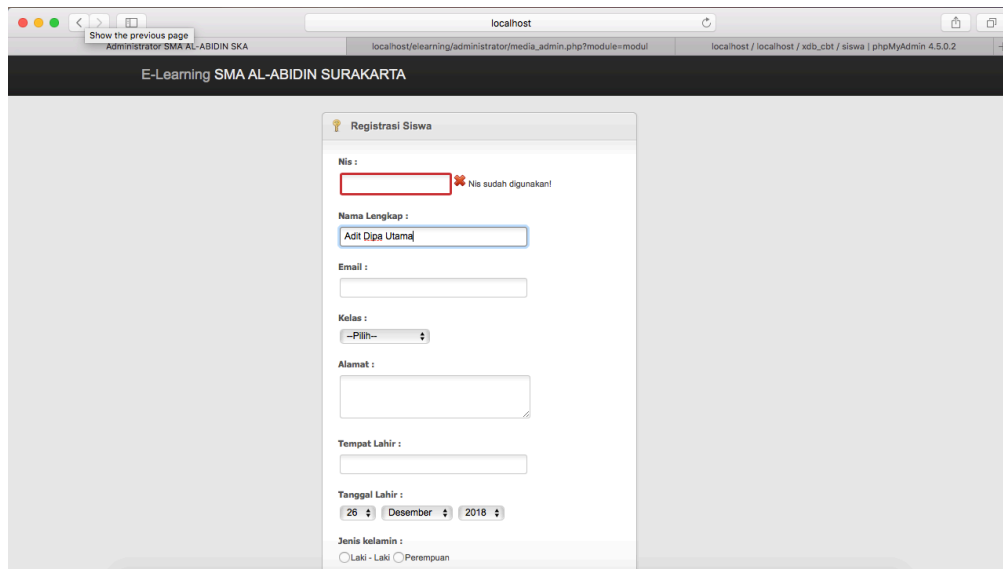 localhost
Show the previous page
Administrator SMA AL-ABIDIN SKA
localhost/elearning/administrator/media_admin.php?module=modul
localhost / localhost / xdb_cbt / siswa | phpMyAdmin 4.5.0.2
E-Learning SMA AL-ABIDIN SURAKARTA
Registrasi Siswa
Nis :
Nis sudah digunakan!
Nama Lengkap :
Adit Dipa Utama
Email :
Kelas :
--Pilih--
Alamat :
Tempat Lahir :
Tanggal Lahir :
26 Desember 2018
Jenis kelamin :
Laki - Laki Perempuan